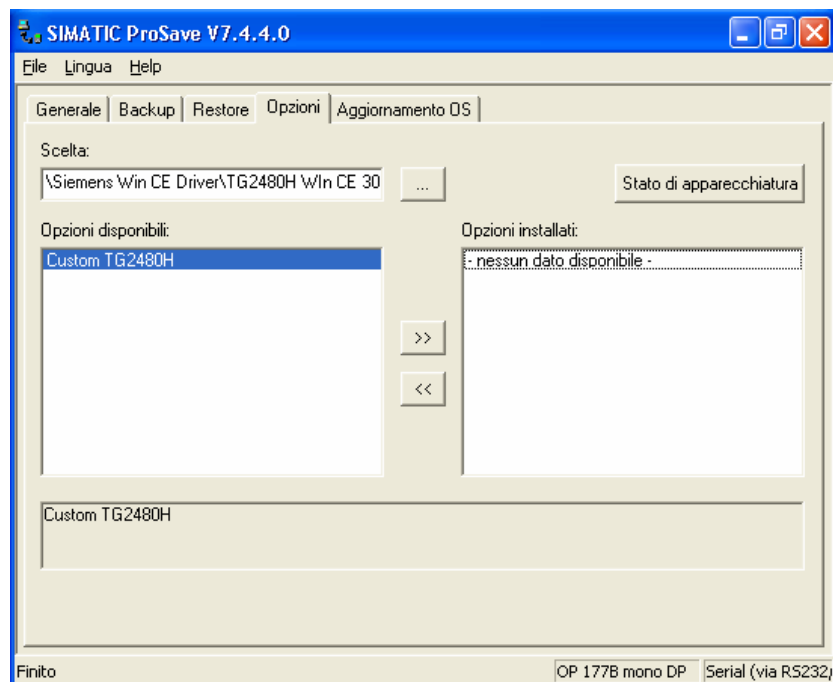 SIMATIC ProSave V7.4.4.0
File Lingua Help
Generale Backup Restore Opzioni Aggiornamento OS
Scelta:
\Siemens Win CE Driver\TG2480H WIn CE 30 ... Stato di apparecchiatura
Opzioni disponibili: Opzioni installati:
Custom TG2480H - nessun dato disponibile -
>>
<<
Custom TG2480H
Finito OP 177B mono DP Serial (via RS232/